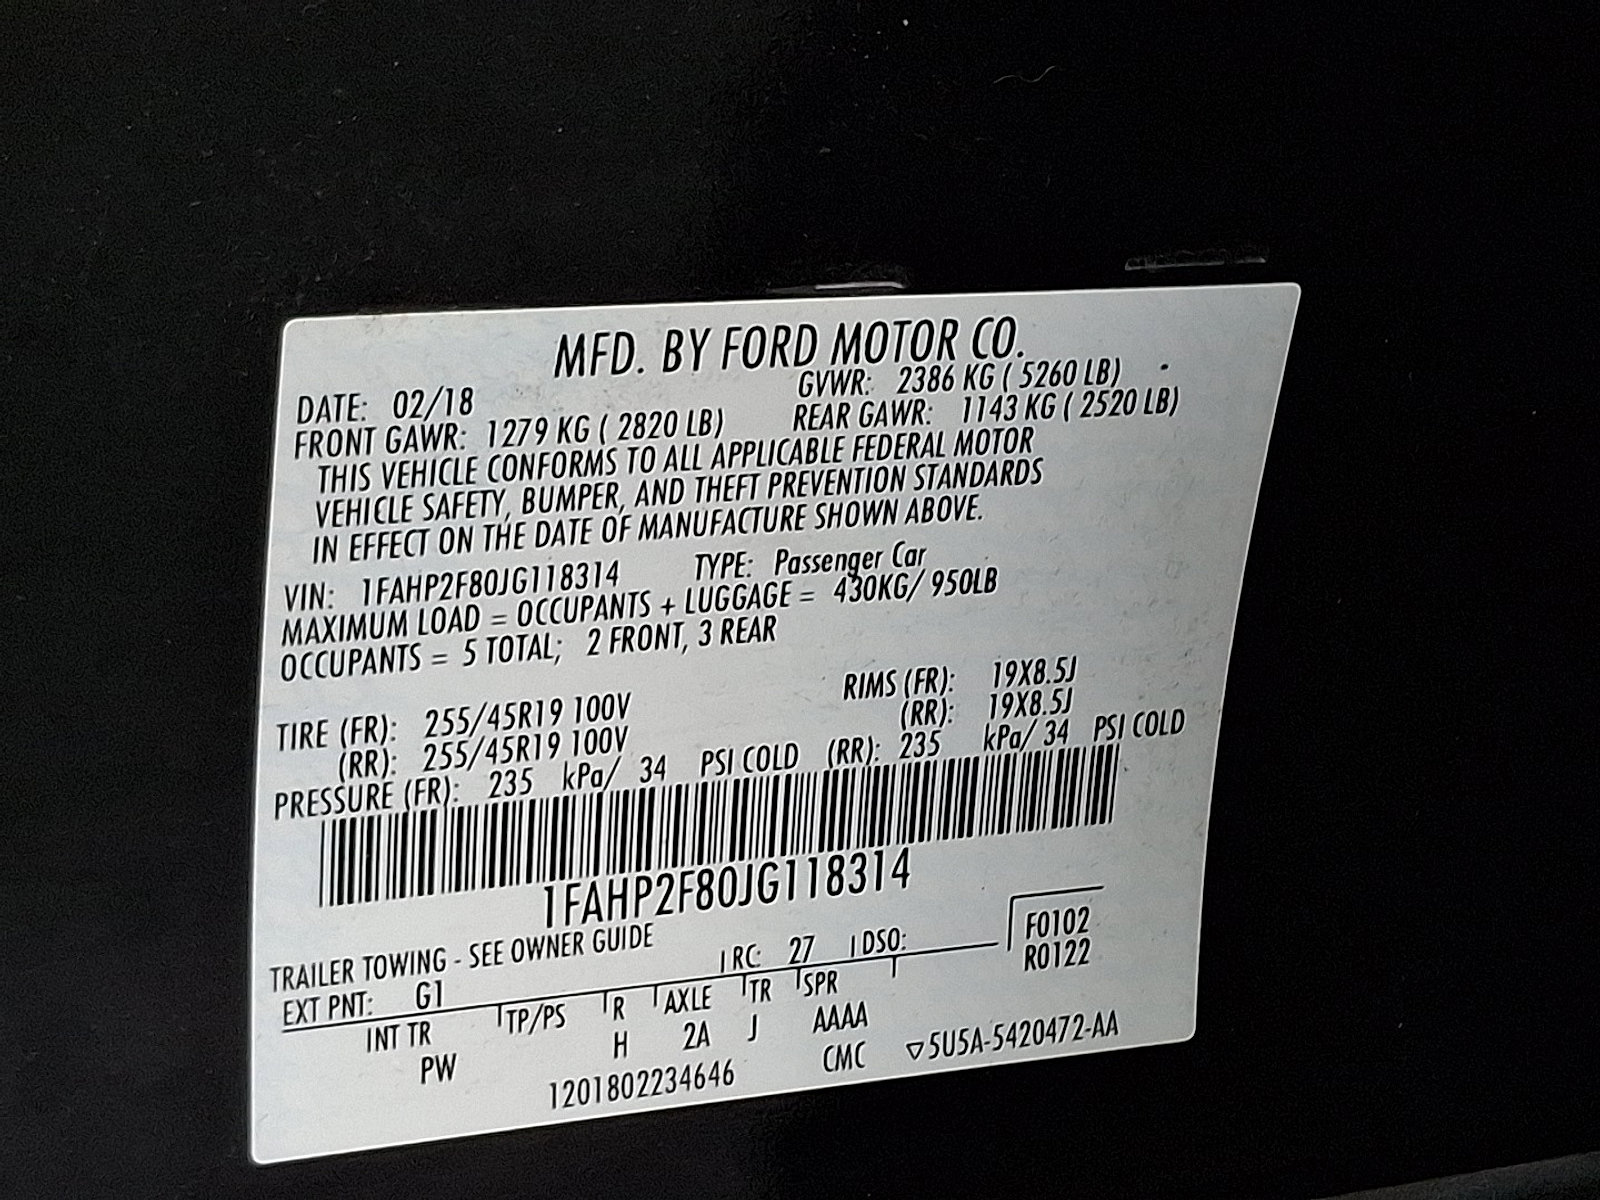 MFD. BY FORD MOTOR CO.
DATE: 02/18 GVWR: 2386 KG ( 5260 LB)
FRONT GAWR: 1279 KG ( 2820 LB) REAR GAWR: 1143 KG ( 2520 LB)
THIS VEHICLE CONFORMS TO ALL APPLICABLE FEDERAL MOTOR
VEHICLE SAFETY, BUMPER, AND THEFT PREVENTION STANDARDS
IN EFFECT ON THE DATE OF MANUFACTURE SHOWN ABOVE.
VIN: 1FAHP2F80JG118314 TYPE: Passenger Car
MAXIMUM LOAD = OCCUPANTS + LUGGAGE = 430KG/ 950LB
OCCUPANTS = 5 TOTAL; 2 FRONT, 3 REAR
TIRE (FR): 255/45R19 100V RIMS (FR): 19X8.5J
(RR): 255/45R19 100V (RR): 19X8.5J
PRESSURE (FR): 235 kPa/ 34 PSI COLD (RR): 235 kPa/ 34 PSI COLD
1FAHP2F80JG118314
TRAILER TOWING - SEE OWNER GUIDE
F0102
EXT PNT: G1 RC: 27 DSO:
R0122
INT TR TP/PS R AXLE TR SPR
PW H 2A J AAAA
1201802234646 CMC ▽5U5A-5420472-AA